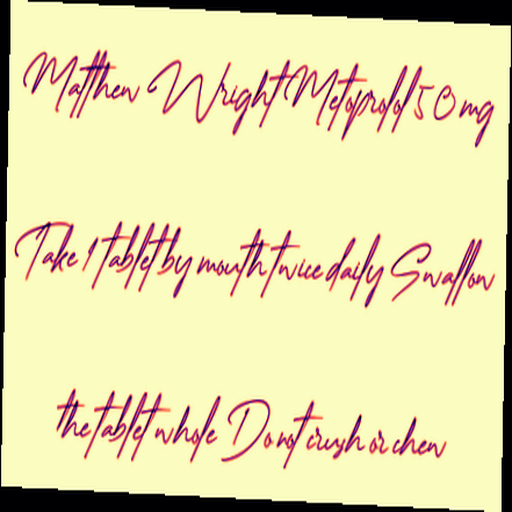 Matthew Wright Metoprolol 50 mg
Take 1 tablet by mouth twice daily Swallow
the tablet whole Do not crush or chew